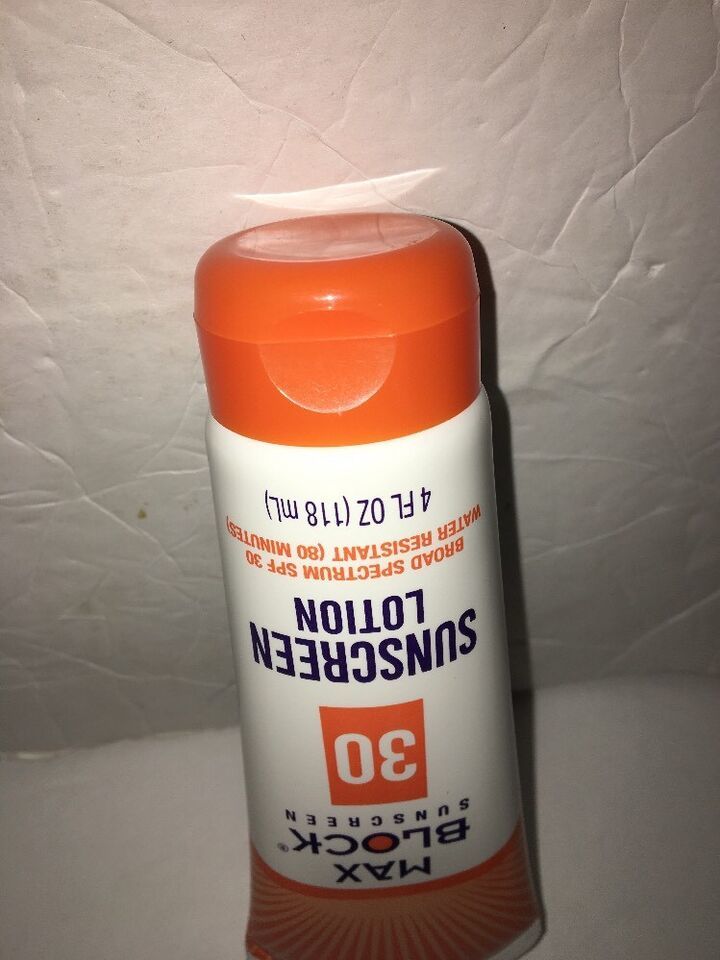 MAX
BLOCK®
SUNSCREEN
30
SUNSCREEN
LOTION
BROAD SPECTRUM SPF 30
WATER RESISTANT (80 MINUTES)
4 FL OZ (118 mL)